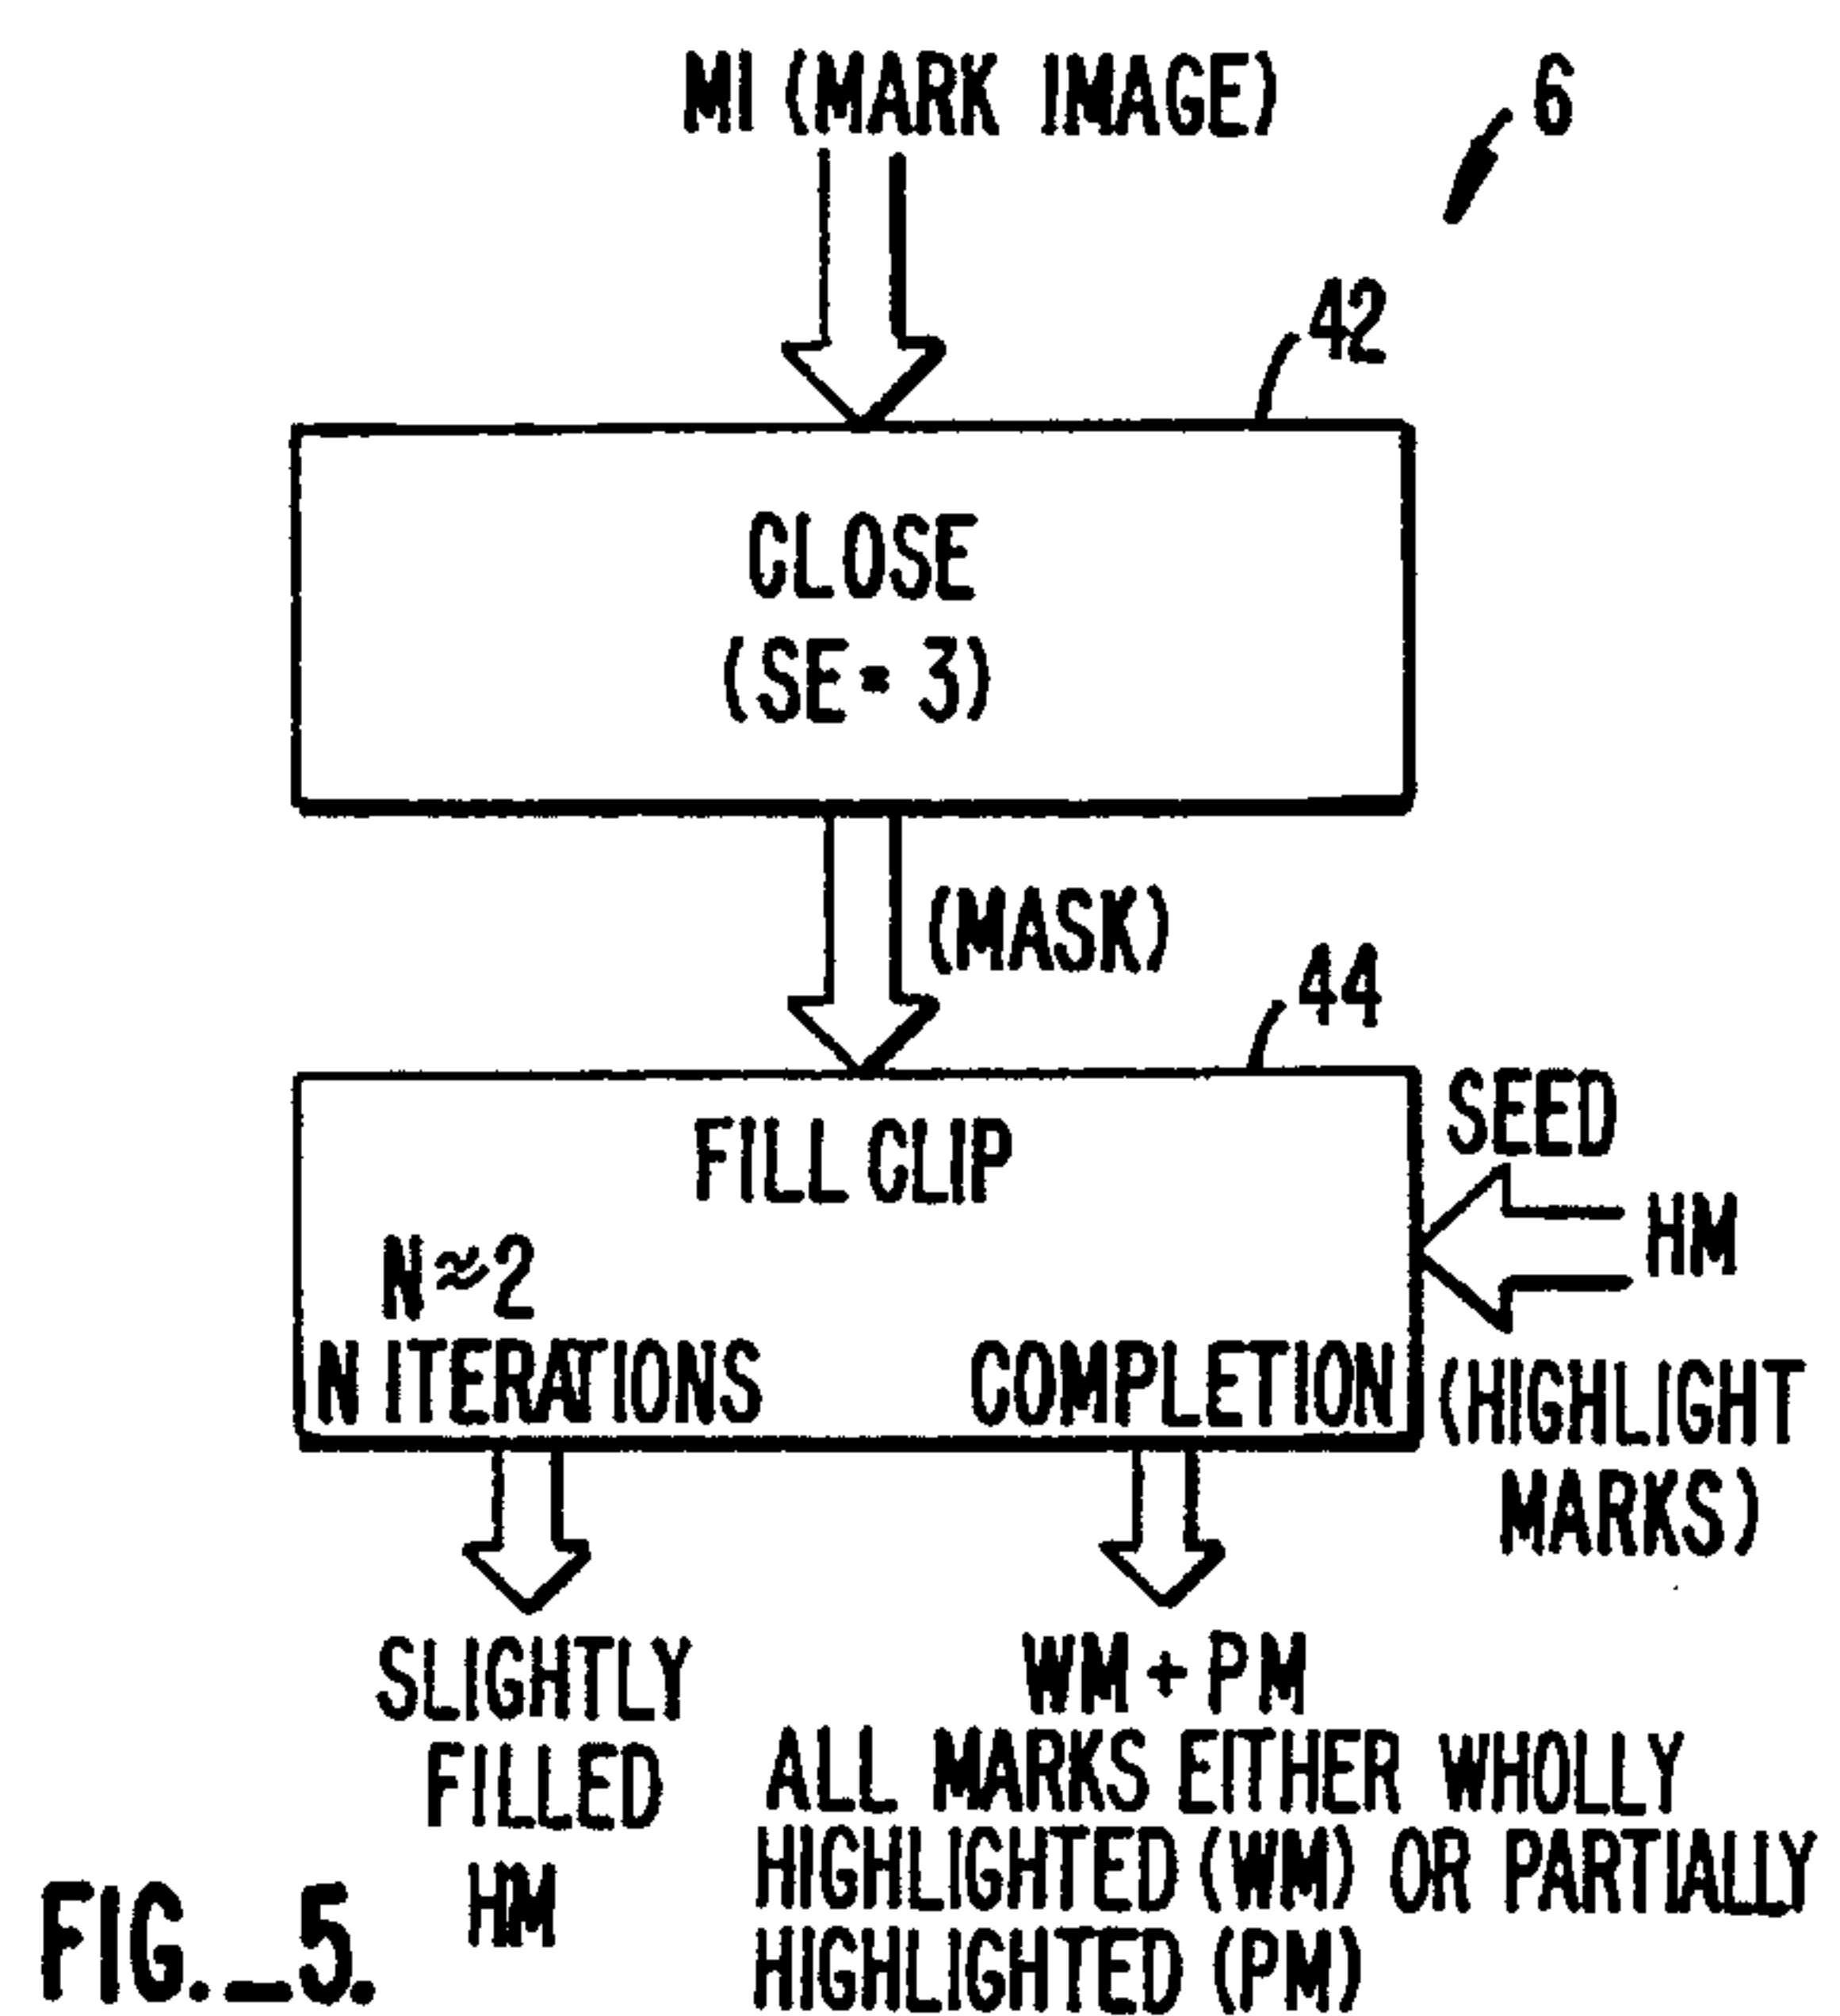 MI (MARK IMAGE)
6
42
CLOSE
(SE = 3)
(MASK)
44
FILL CLIP
SEED
HM
(HIGHLIGHT
MARKS)
N≈2
N ITERATIONS
COMPLETION
SLIGHTLY
FILLED
HM
WM + PM
ALL MARKS EITHER WHOLLY
HIGHLIGHTED (WM) OR PARTIALLY
HIGHLIGHTED (PM)
FIG._5.